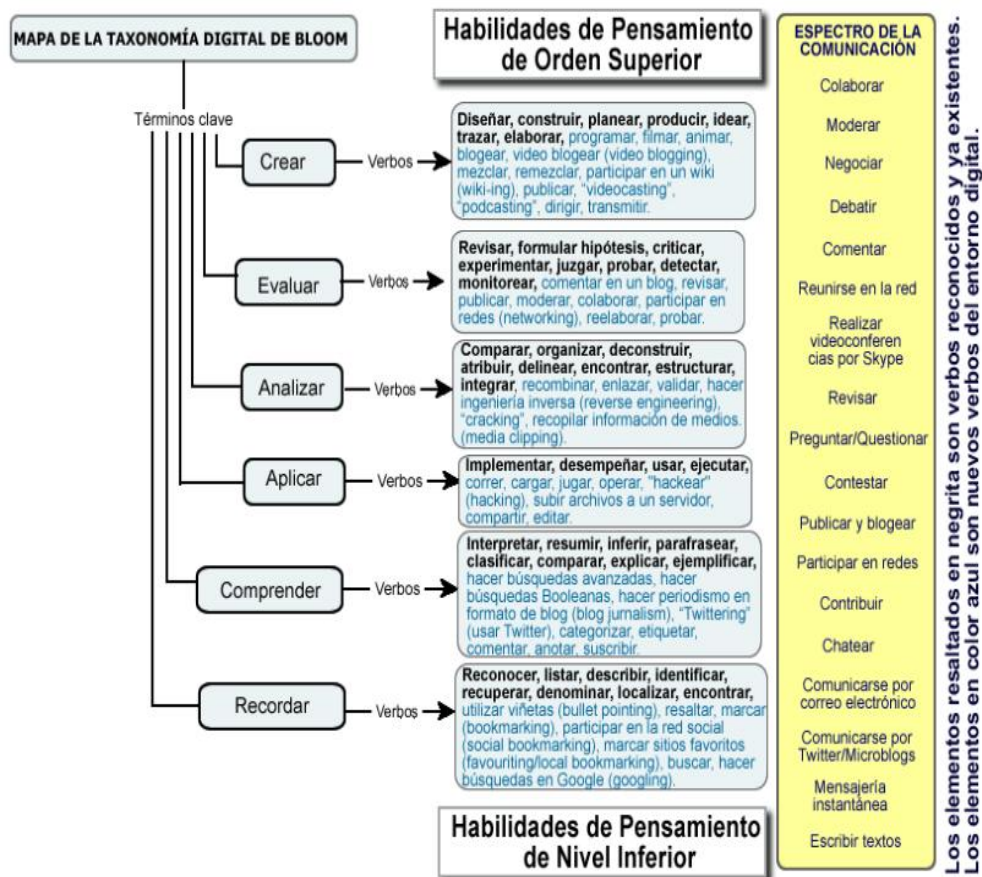 MAPA DE LA TAXONOMÍA DIGITAL DE BLOOM
Términos clave
Habilidades de Pensamiento
de Orden Superior
Crear
Verbos
Diseñar, construir, planear, producir, idear,
trazar, elaborar, programar, filmar, animar,
blogear, video blogear (video blogging),
mezclar, remezclar, participar en un wiki
(wiki-ing), publicar, "videocasting",
"podcasting", dirigir, transmitir.
Evaluar
Verbos
Revisar, formular hipótesis, criticar,
experimentar, juzgar, probar, detectar,
monitorear, comentar en un blog, revisar,
publicar, moderar, colaborar, participar en
redes (networking), reelaborar, probar.
Analizar
Verbos
Comparar, organizar, deconstruir,
atribuir, delinear, encontrar, estructurar,
integrar, recombinar, enlazar, validar, hacer
ingeniería inversa (reverse engineering),
"cracking", recopilar información de medios.
(media clipping).
Aplicar
Verbos
Implementar, desempeñar, usar, ejecutar,
correr, cargar, jugar, operar, "hackear"
(hacking), subir archivos a un servidor,
compartir, editar.
Comprender
Verbos
Interpretar, resumir, inferir, parafrasear,
clasificar, comparar, explicar, ejemplificar,
hacer búsquedas avanzadas, hacer
búsquedas Booleanas, hacer periodismo en
formato de blog (blog jurnalism), "Twittering"
(usar Twitter), categorizar, etiquetar,
comentar, anotar, suscribir.
Recordar
Verbos
Reconocer, listar, describir, identificar,
recuperar, denominar, localizar, encontrar,
utilizar viñetas (bullet pointing), resaltar, marcar
(bookmarking), participar en la red social
(social bookmarking), marcar sitios favoritos
(favouriting/local bookmarking), buscar, hacer
búsquedas en Google (googling).
Habilidades de Pensamiento
de Nivel Inferior
ESPECTRO DE LA
COMUNICACIÓN
Colaborar
Moderar
Negociar
Debatir
Comentar
Reunirse en la red
Realizar
videoconferen
cias por Skype
Revisar
Preguntar/Questionar
Contestar
Publicar y blogear
Participar en redes
Contribuir
Chatear
Comunicarse por
correo electrónico
Comunicarse por
Twitter/Microblogs
Mensajería
instantánea
Escribir textos
Los elementos resaltados en negrita son verbos reconocidos y ya existentes.
Los elementos en color azul son nuevos verbos del entorno digital.